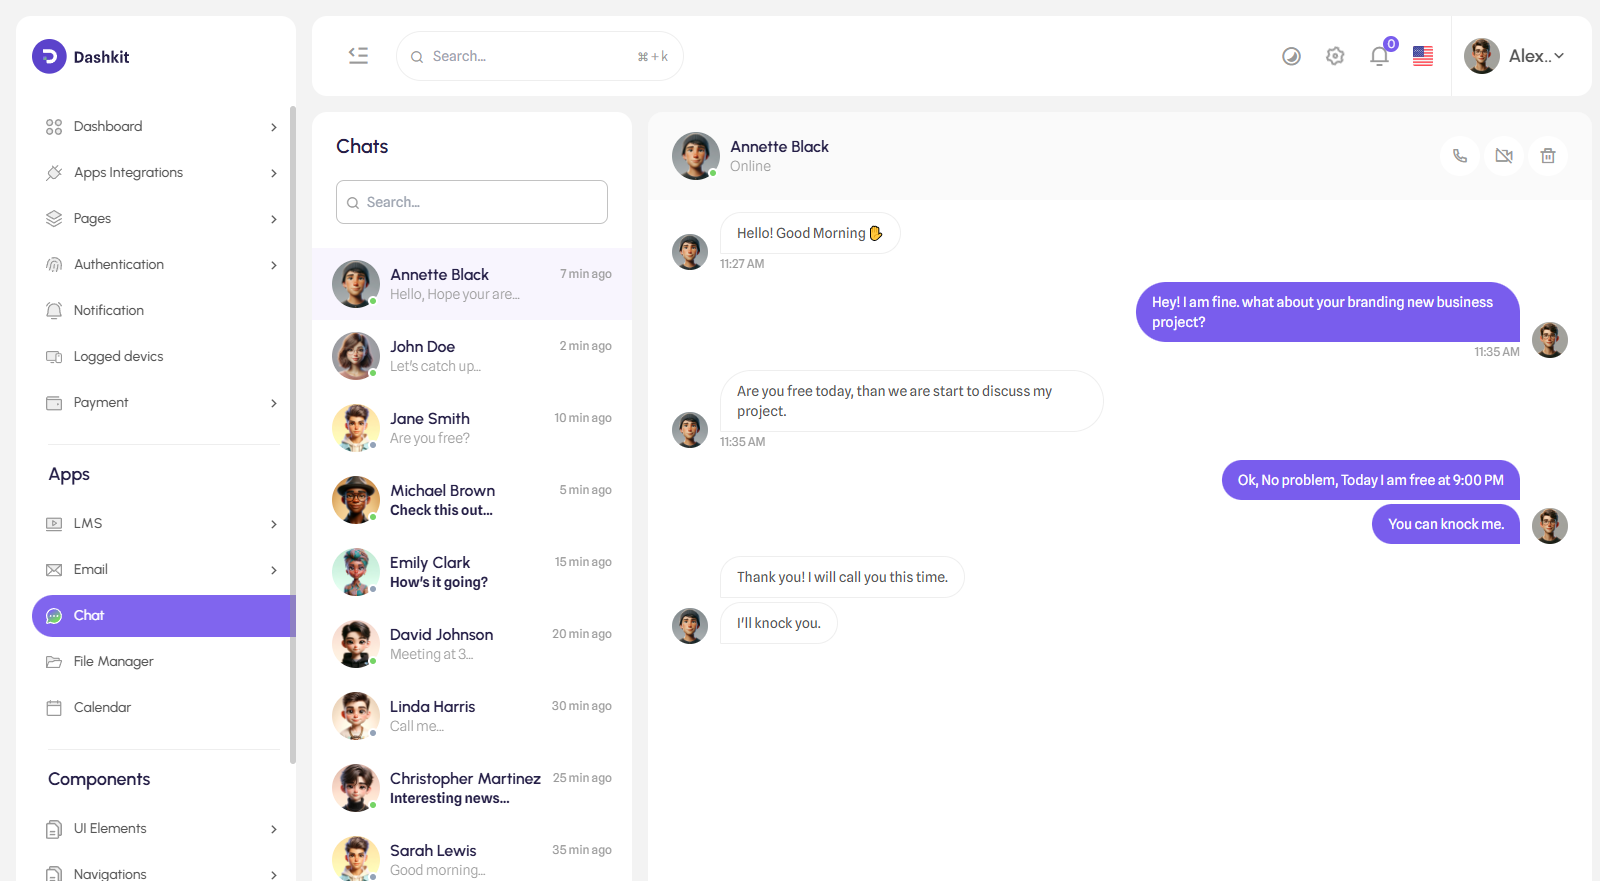 Dashkit
Search...
⌘ + k
0
Alex..
Dashboard
Apps Integrations
Pages
Authentication
Notification
Logged devics
Payment
Apps
LMS
Email
Chat
File Manager
Calendar
Components
UI Elements
Navigations
Chats
Search...
Annette Black
7 min ago
Hello, Hope your are...
John Doe
2 min ago
Let's catch up...
Jane Smith
10 min ago
Are you free?
Michael Brown
5 min ago
Check this out...
Emily Clark
15 min ago
How's it going?
David Johnson
20 min ago
Meeting at 3...
Linda Harris
30 min ago
Call me...
Christopher Martinez
25 min ago
Interesting news...
Sarah Lewis
35 min ago
Good morning...
Annette Black
Online
Hello! Good Morning ✋
11:27 AM
Hey! I am fine. what about your branding new business
project?
11:35 AM
Are you free today, than we are start to discuss my
project.
11:35 AM
Ok, No problem, Today I am free at 9:00 PM
You can knock me.
Thank you! I will call you this time.
I'll knock you.